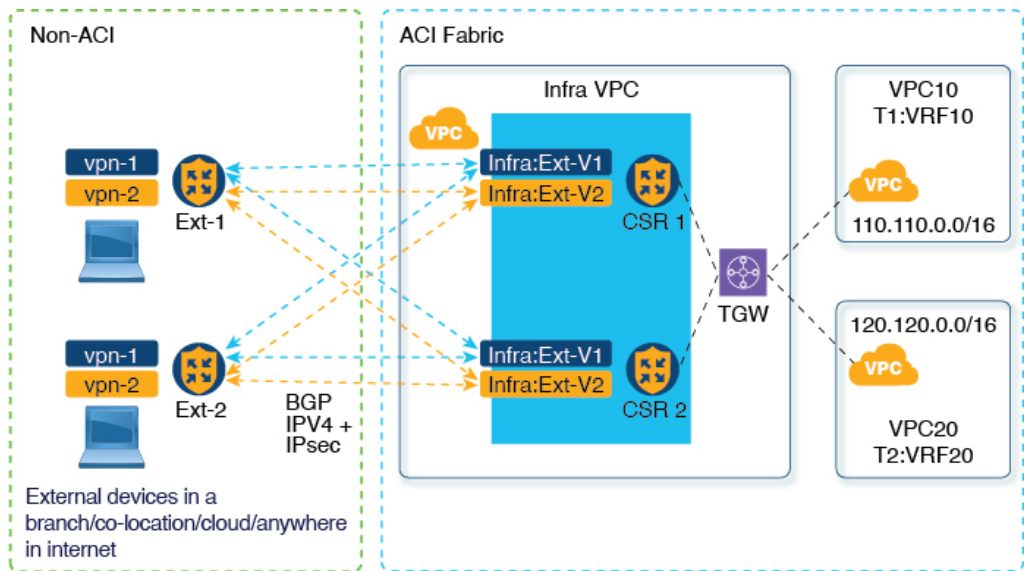 Non-ACI
vpn-1
vpn-2
Ext-1
vpn-1
vpn-2
Ext-2
BGP
IPV4 +
IPsec
External devices in a
branch/co-location/cloud/anywhere
in internet
ACI Fabric
Infra VPC
VPC
Infra:Ext-V1
Infra:Ext-V2
CSR 1
Infra:Ext-V1
Infra:Ext-V2
CSR 2
TGW
VPC10
T1:VRF10
VPC
110.110.0.0/16
120.120.0.0/16
VPC
VPC20
T2:VRF20